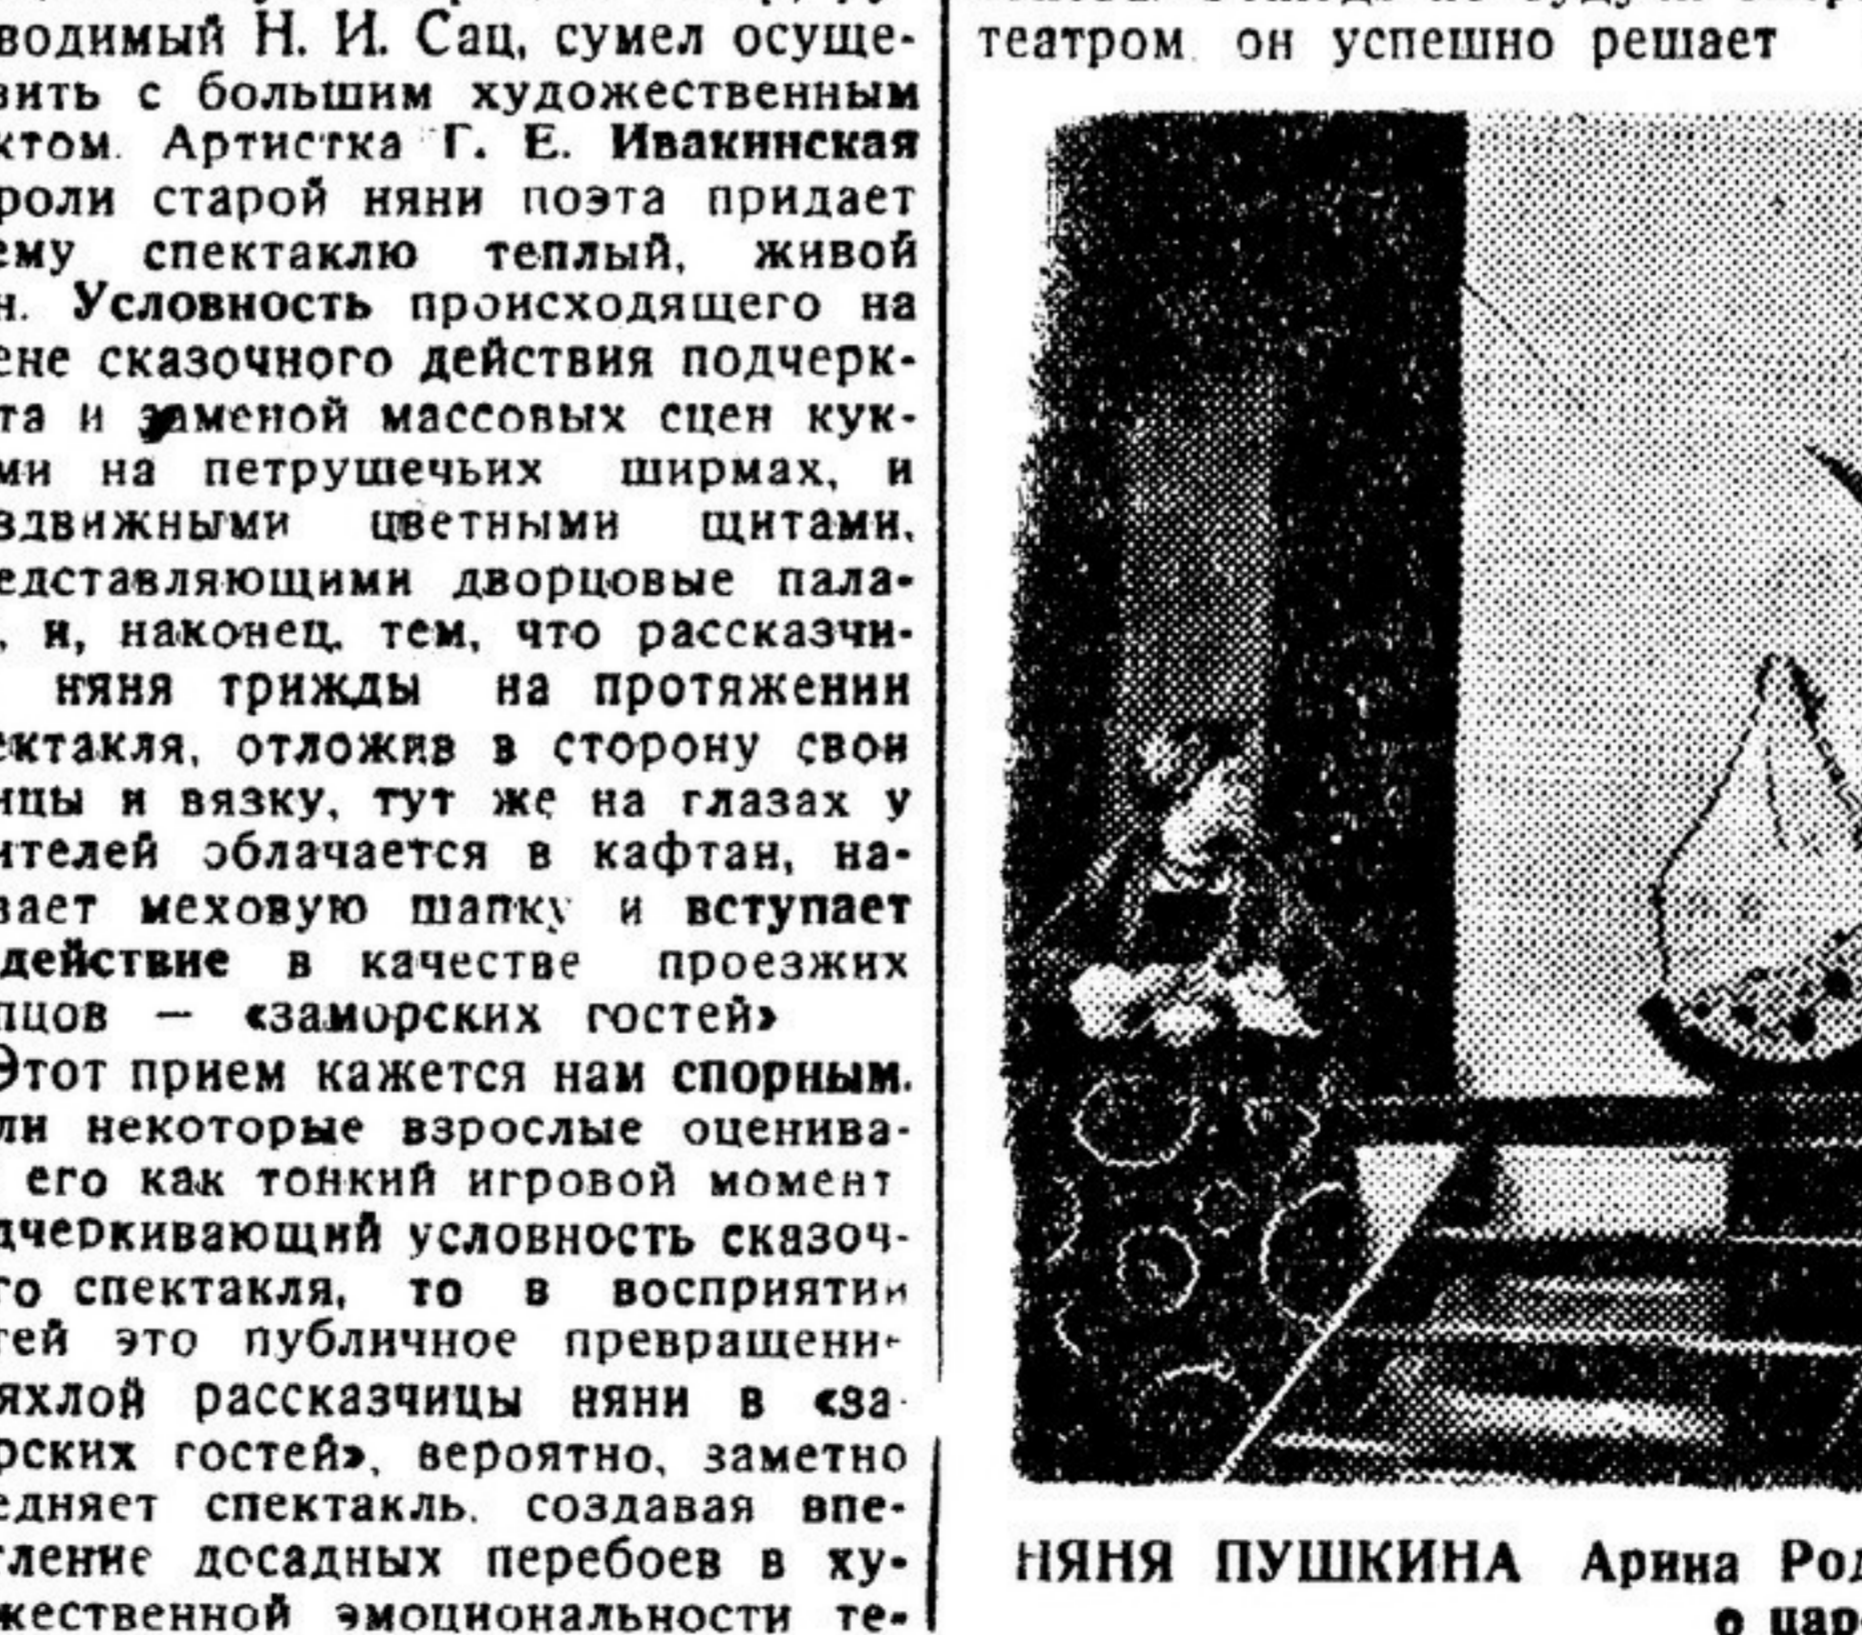 водимый Н. И. Сац, сумел осуще-
вить с большим художественным
ктом. Артистка Г. Е. Ивакинская
роли старой няни поэта придает
ему спектаклю теплый, живой
н. Условность происходящего на
ене сказочного действия подчерк-
та и заменой массовых сцен кук-
ми на петрушечьих ширмах, и
здвижными цветными щитами,
едставляющими дворцовые пала-
, и, наконец, тем, что рассказчи-
няня трижды на протяжении
ектакля, отложив в сторону свои
ицы и вязку, тут же на глазах у
ителей облачается в кафтан, на-
вает меховую шапку и вступает
действие в качестве проезжих
пцов — «заморских гостей»
Этот прием кажется нам спорным.
ли некоторые взрослые оценива-
его как тонкий игровой момент
дчеркивающий условность сказоч-
го спектакля, то в восприятии
тей это публичное превращени
яхлой рассказчицы няни в «за-
рских гостей», вероятно, заметно
едняет спектакль, создавая впе-
тление досадных перебоев в ху-
жественной эмоциональности те-
театром он успешно решает
НЯНЯ ПУШКИНА Арина Род
о цар